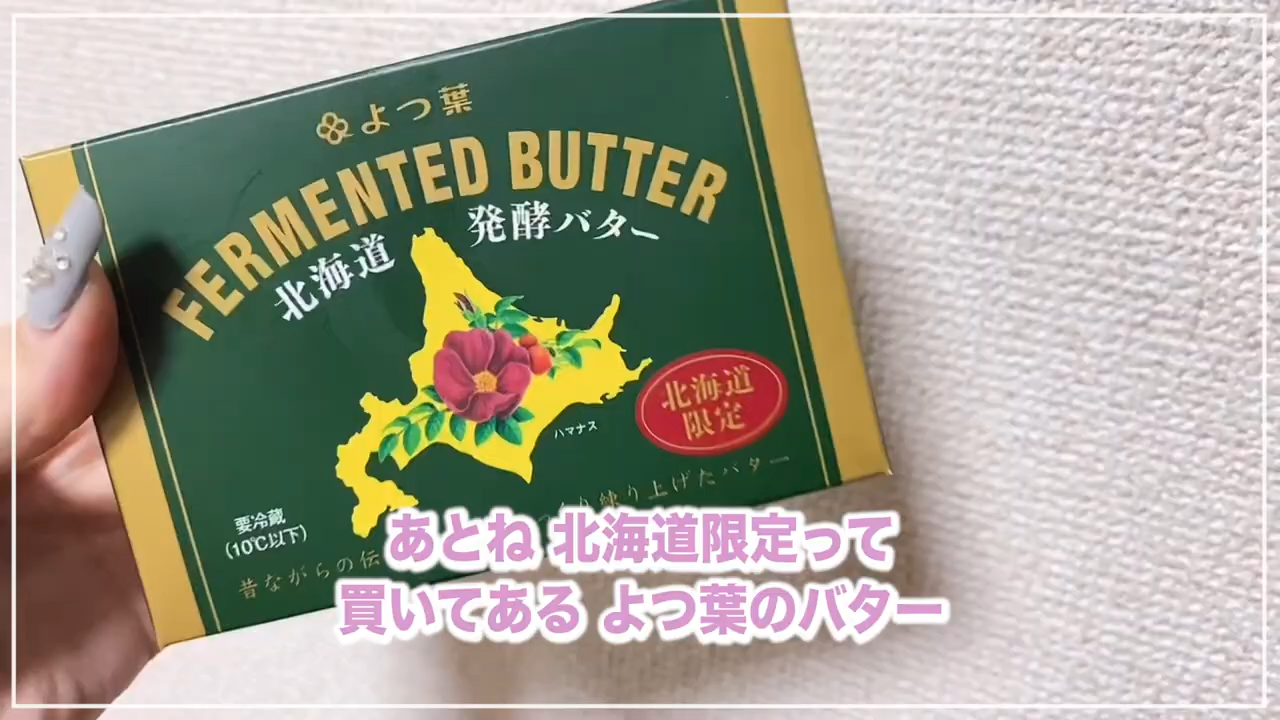 よつ葉
FERMENTED BUTTER
北海道 発酵バター
ハマナス
北海道
限定
要冷蔵
(10℃以下)
昔ながらの伝
練り上げたバター
あとね 北海道限定って
買いてある よつ葉のバター